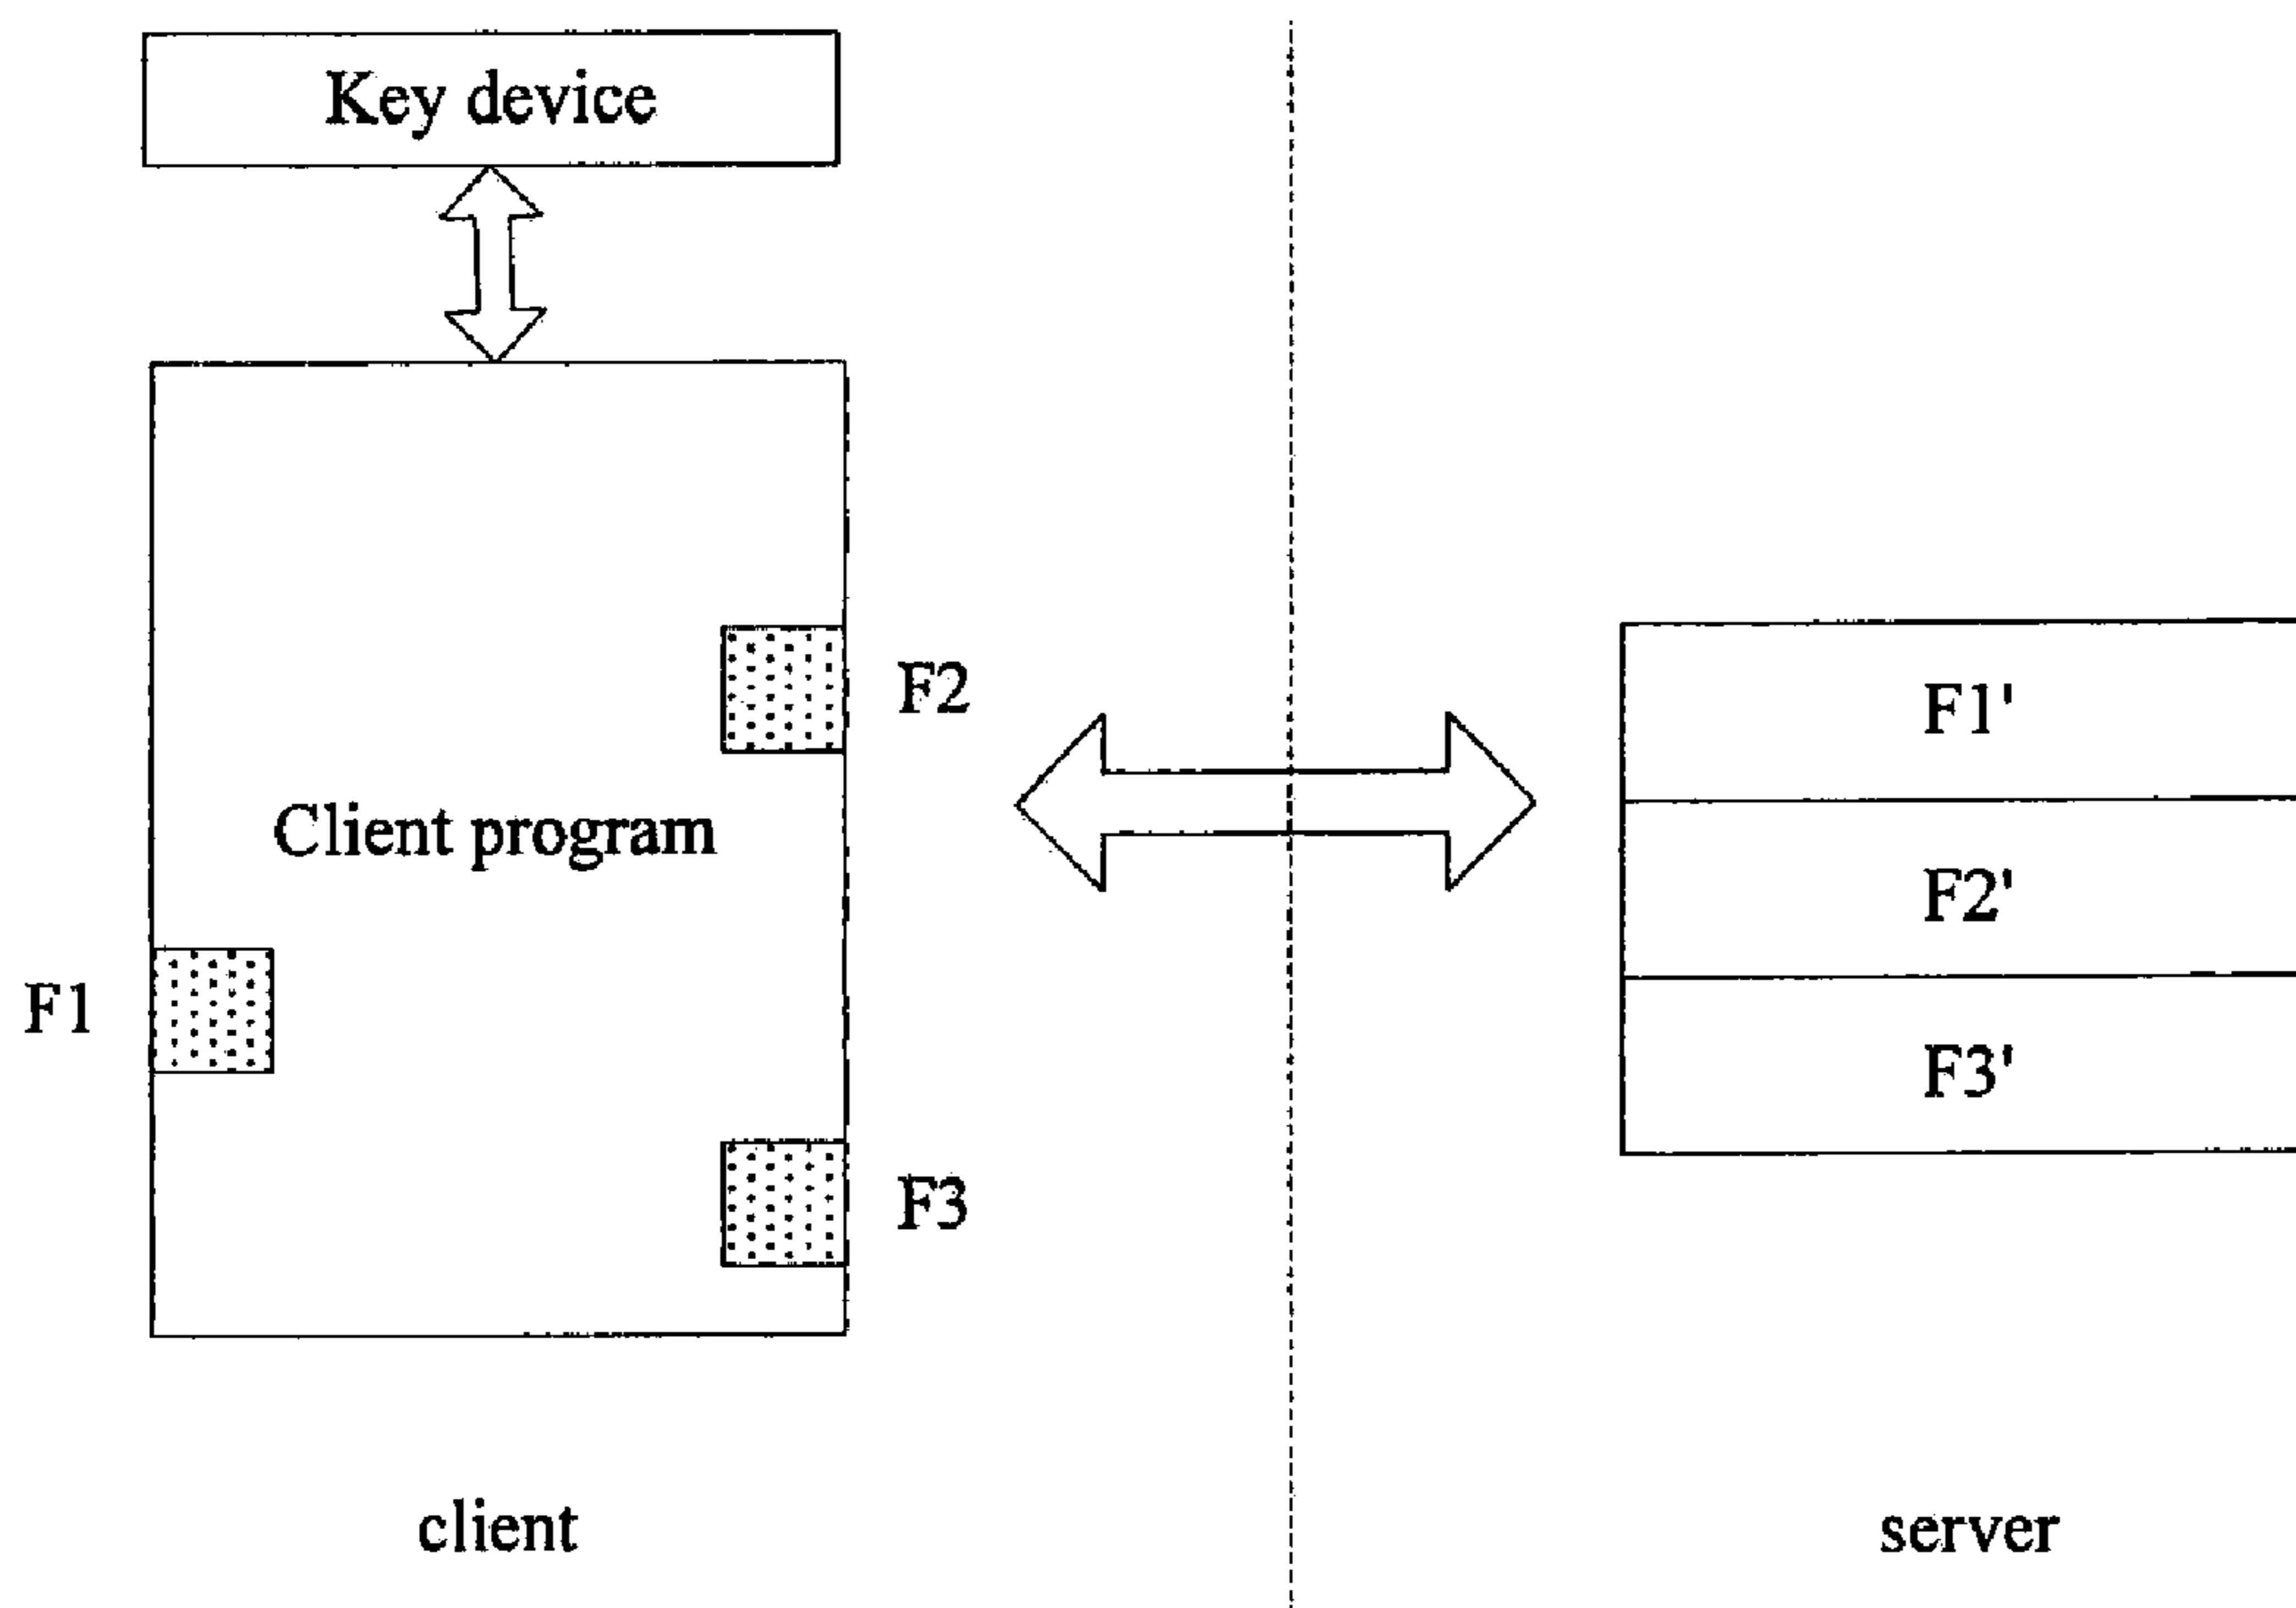 Key device
F2
Client program
F1
F3
F1'
F2'
F3'
client
server